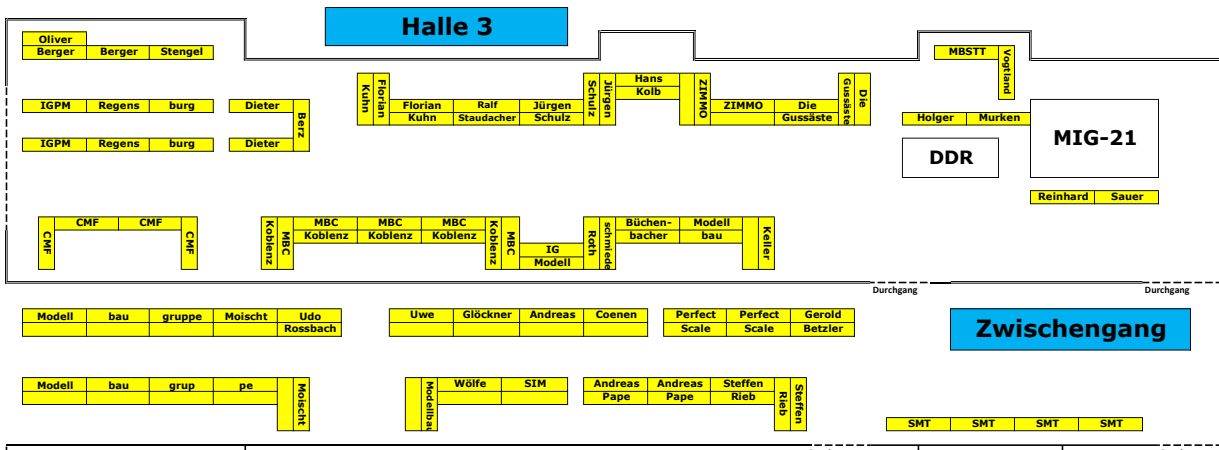 Halle 3
Oliver
Berger Berger Stengel
MBSTT
Vogtland
Kuhn
Florian
Florian Ralf Jürgen
Kuhn Staudacher Schulz
Schulz
Jürgen
Hans
Kolb
ZIMMO
ZIMMO Die
Gussäste
Gussäste
Die
IGPM Regens burg
Dieter
Berz
IGPM Regens burg
Dieter
Holger Murken
MIG-21
DDR
Reinhard Sauer
CMF
CMF CMF
CMF
Koblenz
MBC
MBC MBC MBC
Koblenz Koblenz Koblenz
Koblenz
MBC
IG
Modell
Roth
schmiede
Büchen- Modell
bacher bau
Keller
Durchgang
Durchgang
Modell bau gruppe Moischt Udo
Rossbach
Uwe Glöckner Andreas Coenen
Perfect Perfect Gerold
Scale Scale Betzler
Zwischengang
Modell bau grup pe
Moischt
Modellbau
Wölfe SIM
Andreas Andreas Steffen
Pape Pape Rieb
Rieb
Steffen
SMT SMT SMT SMT